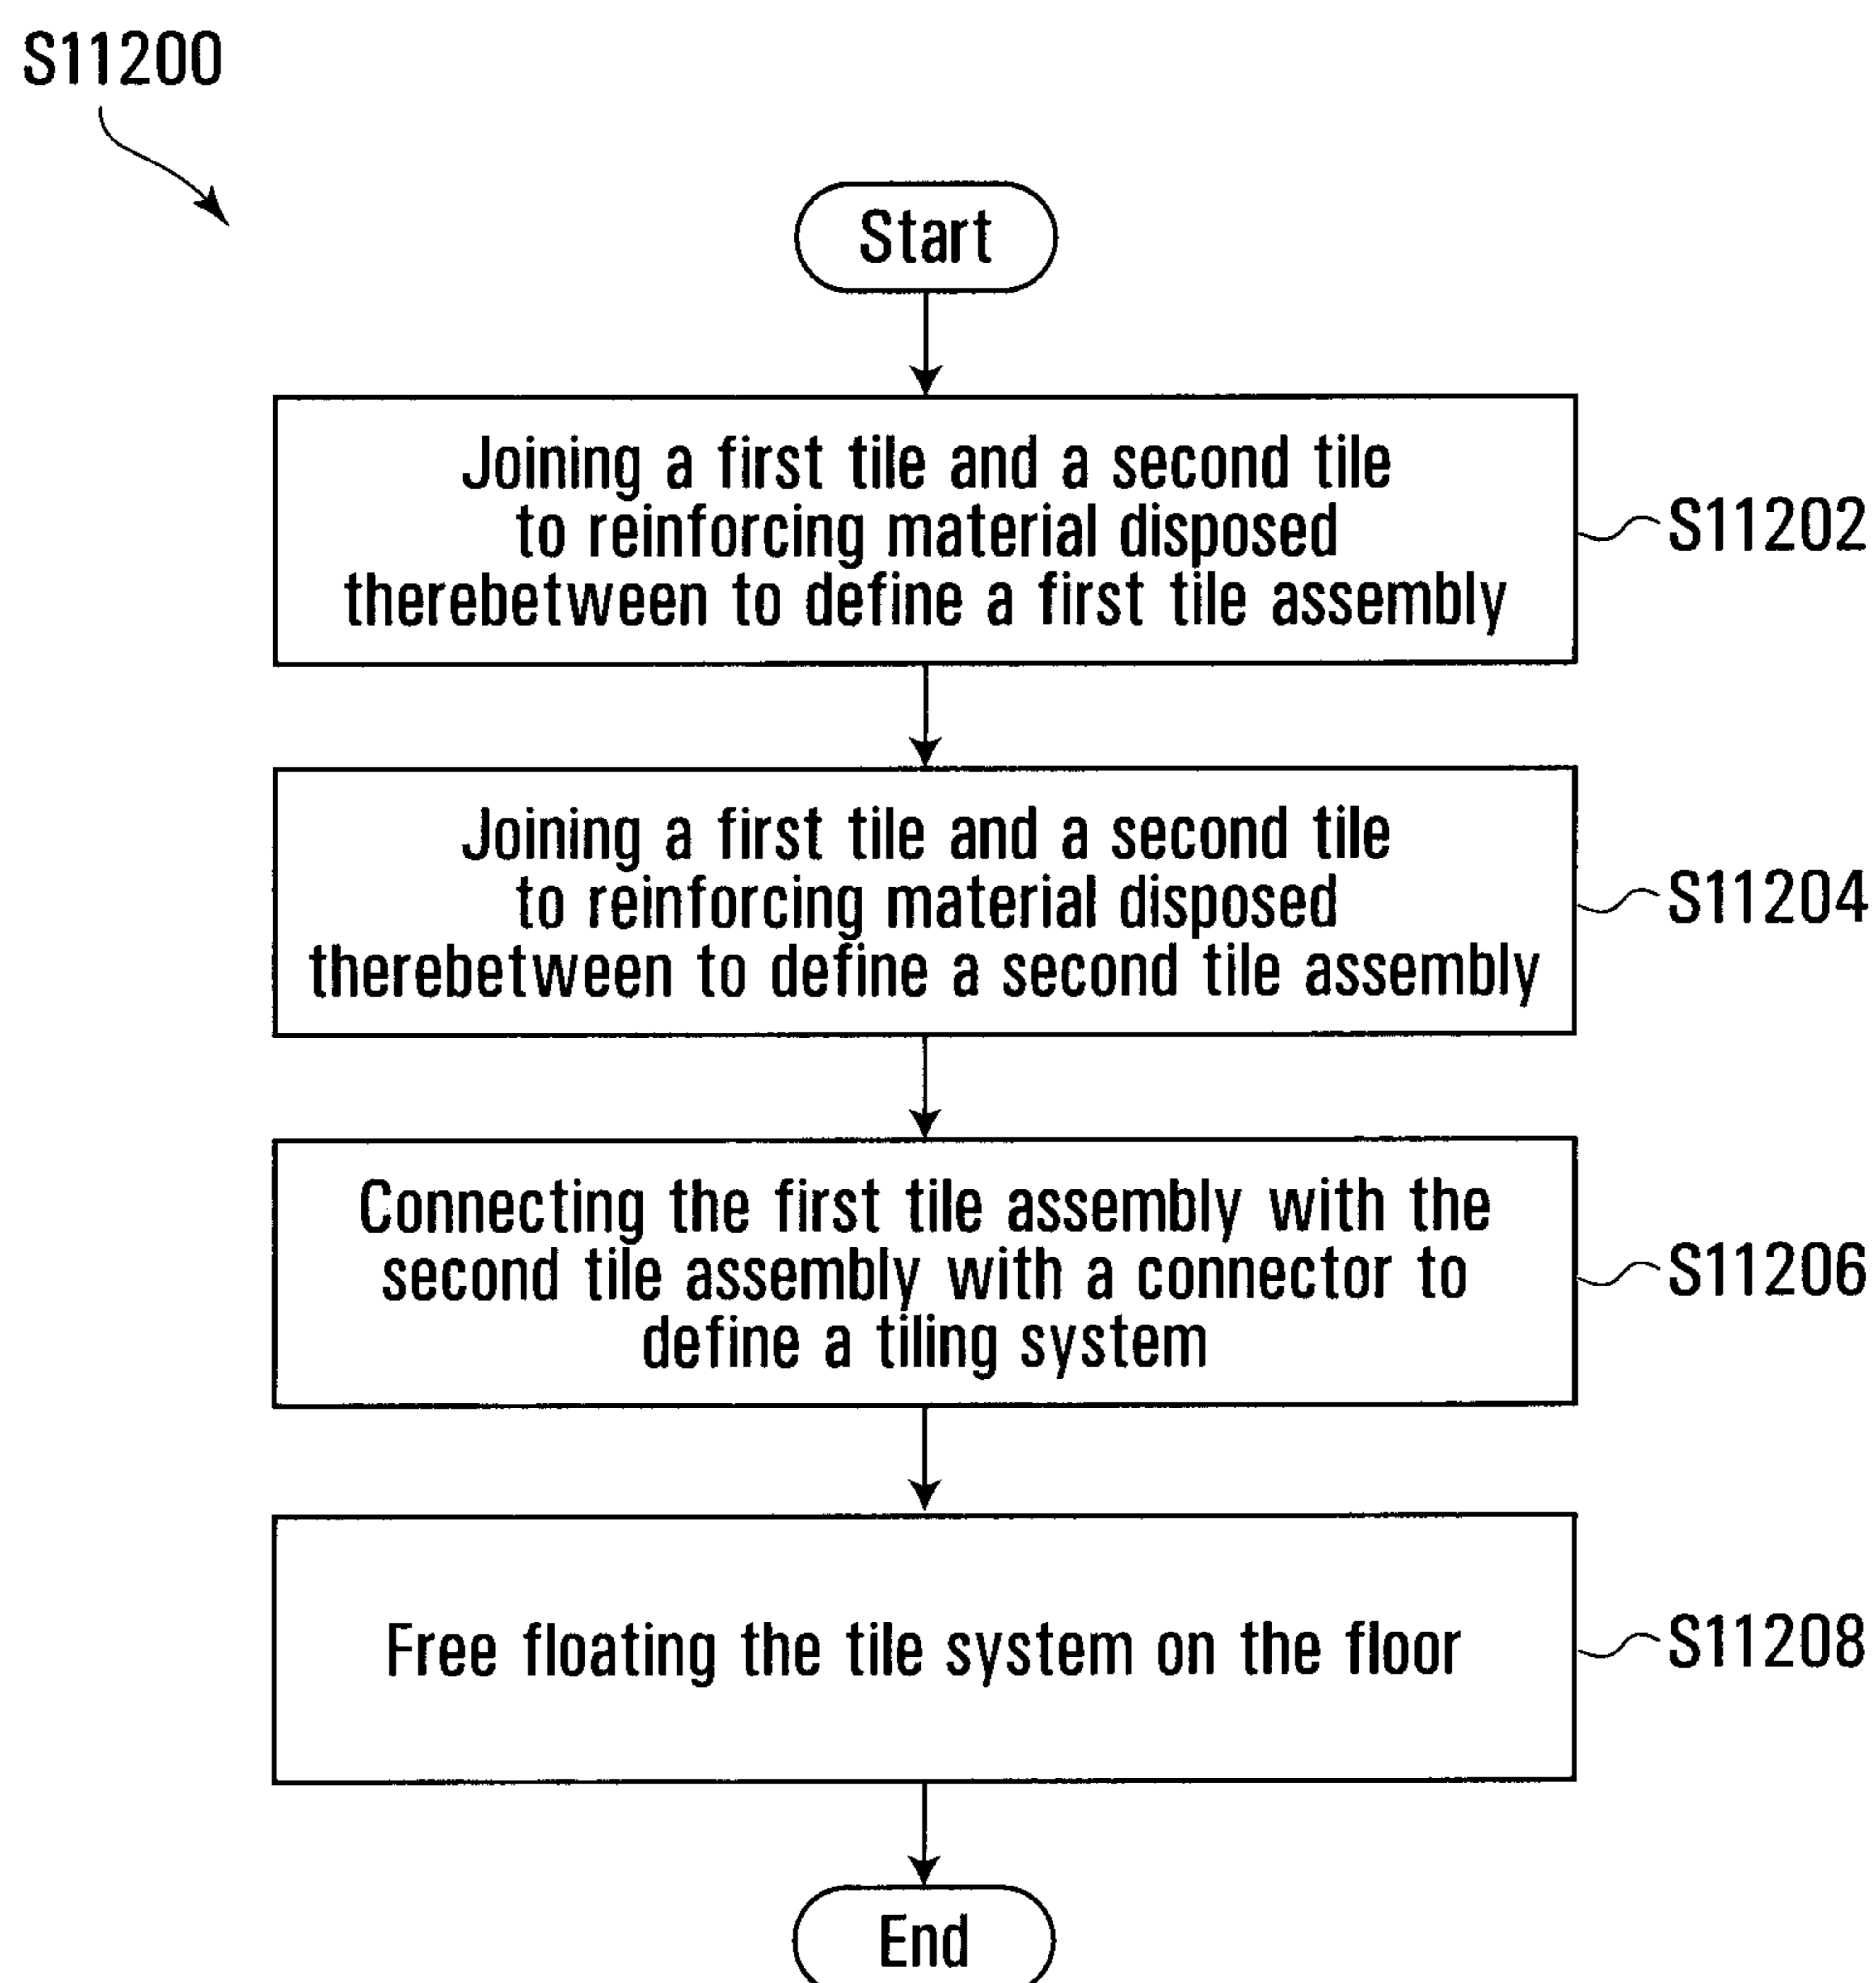 S11200
Start
Joining a first tile and a second tile
to reinforcing material disposed
therebetween to define a first tile assembly
S11202
Joining a first tile and a second tile
to reinforcing material disposed
therebetween to define a second tile assembly
S11204
Connecting the first tile assembly with the
second tile assembly with a connector to
define a tiling system
S11206
Free floating the tile system on the floor
S11208
End